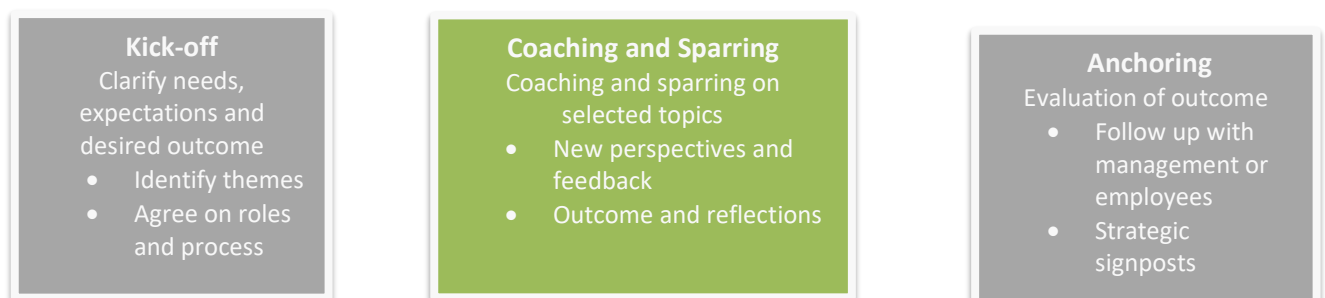 Kick-off
Clarify needs,
expectations and
desired outcome
• Identify themes
• Agree on roles
and process
Coaching and Sparring
Coaching and sparring on
selected topics
• New perspectives and
feedback
• Outcome and reflections
Anchoring
Evaluation of outcome
• Follow up with
management or
employees
• Strategic
signposts